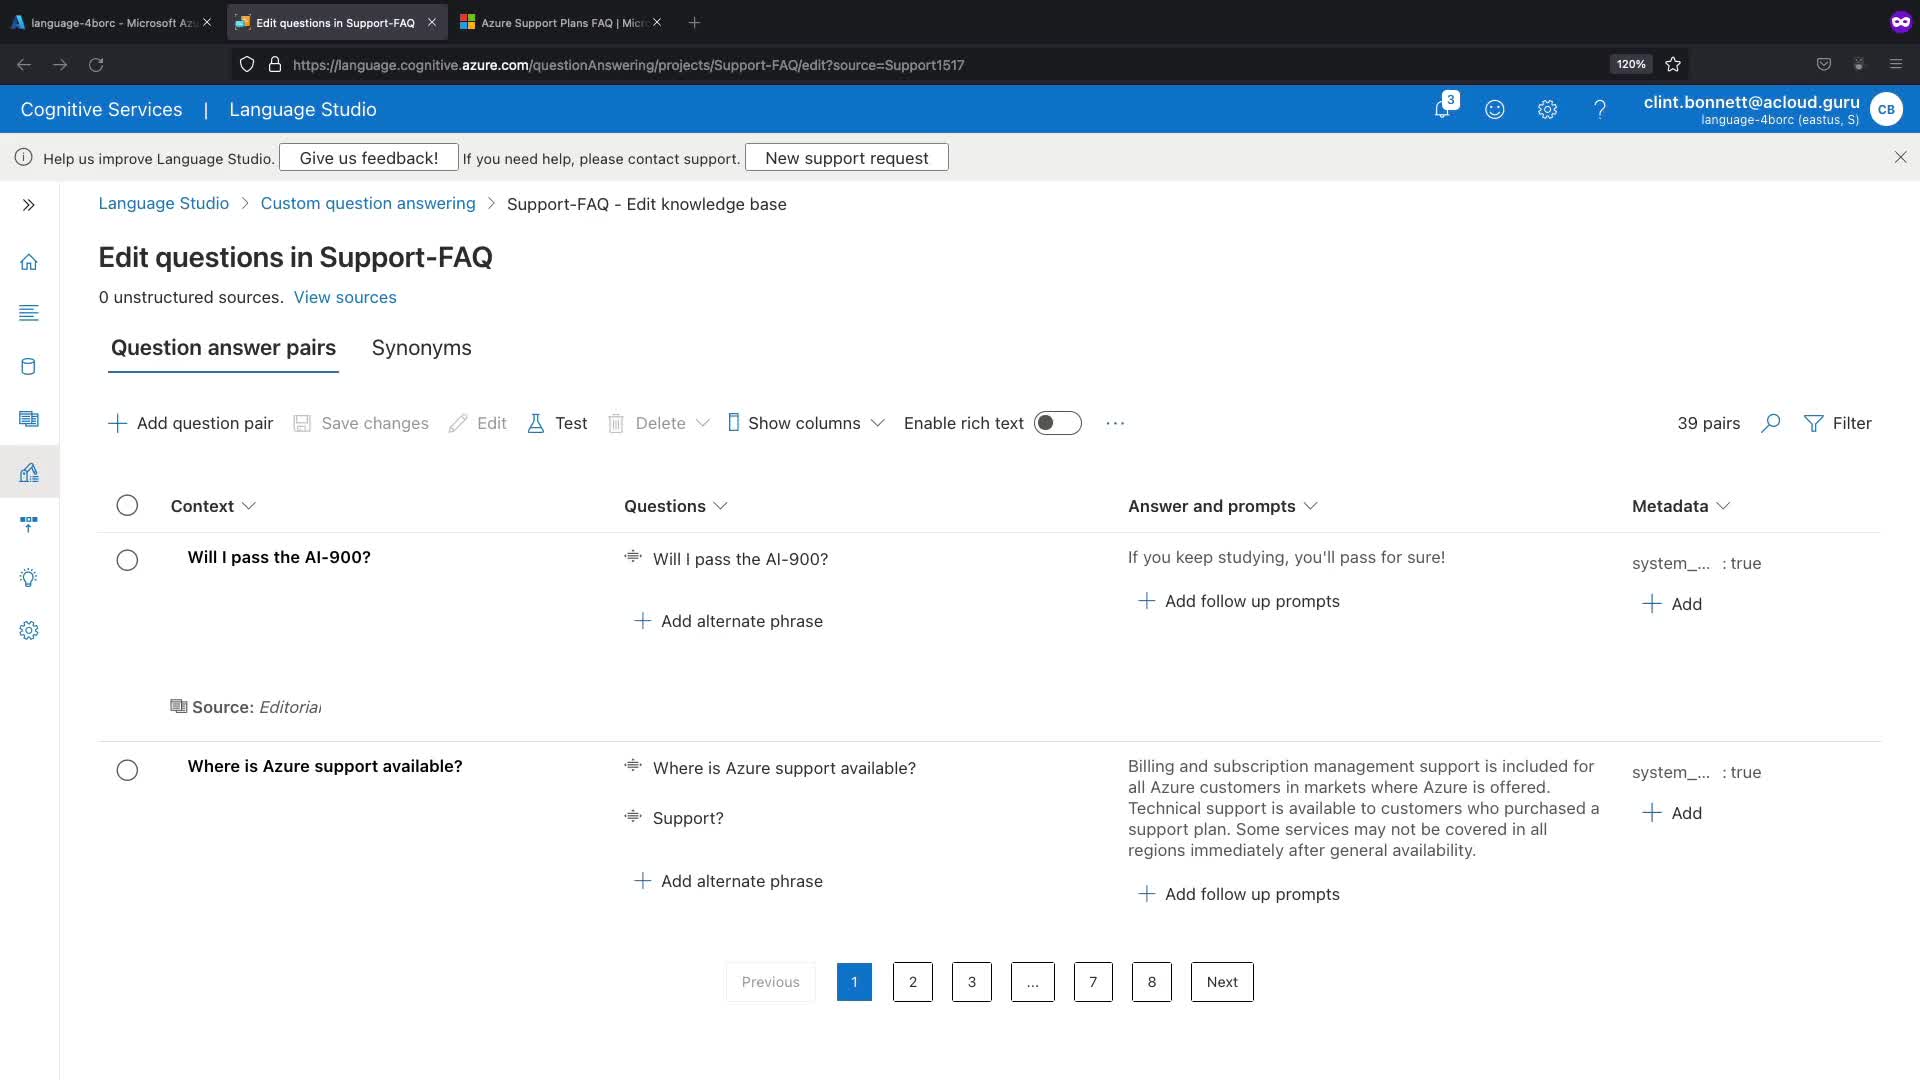 language-4borc - Microsoft Az
Edit questions in Support-FAQ
Azure Support Plans FAQ | Micr
https://language.cognitive.azure.com/questionAnswering/projects/Support-FAQ/edit?source=Support1517
120%
Cognitive Services | Language Studio
3
clint.bonnett@acloud.guru
language-4borc (eastus, S)
CB
Help us improve Language Studio. Give us feedback! If you need help, please contact support. New support request
Language Studio > Custom question answering > Support-FAQ - Edit knowledge base
Edit questions in Support-FAQ
0 unstructured sources. View sources
Question answer pairs Synonyms
Add question pair Save changes Edit Test Delete Show columns Enable rich text ... 39 pairs Filter
Context Questions Answer and prompts Metadata
Will I pass the AI-900? Will I pass the AI-900? If you keep studying, you'll pass for sure! system_... : true
Add follow up prompts Add
Add alternate phrase
Source: Editorial
Where is Azure support available? Where is Azure support available? Billing and subscription management support is included for system_... : true
all Azure customers in markets where Azure is offered.
Technical support is available to customers who purchased a
Support? support plan. Some services may not be covered in all
regions immediately after general availability.
Add
Add alternate phrase Add follow up prompts
Previous 1 2 3 ... 7 8 Next